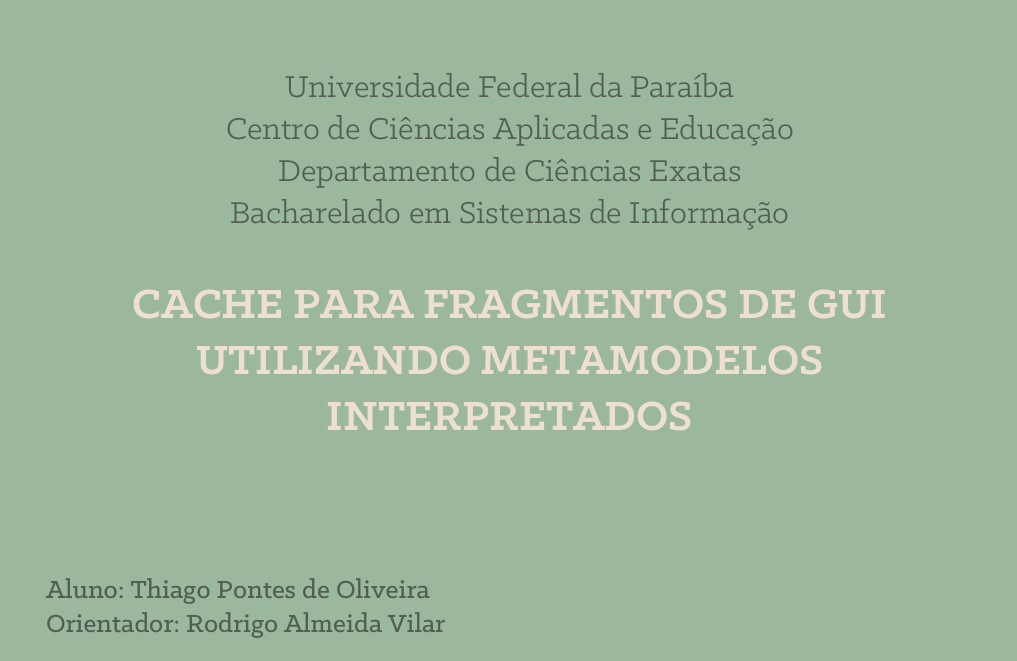 Universidade Federal da Paraíba
Centro de Ciências Aplicadas e Educação
Departamento de Ciências Exatas
Bacharelado em Sistemas de Informação
CACHE PARA FRAGMENTOS DE GUI
UTILIZANDO METAMODELOS
INTERPRETADOS
Aluno: Thiago Pontes de Oliveira
Orientador: Rodrigo Almeida Vilar